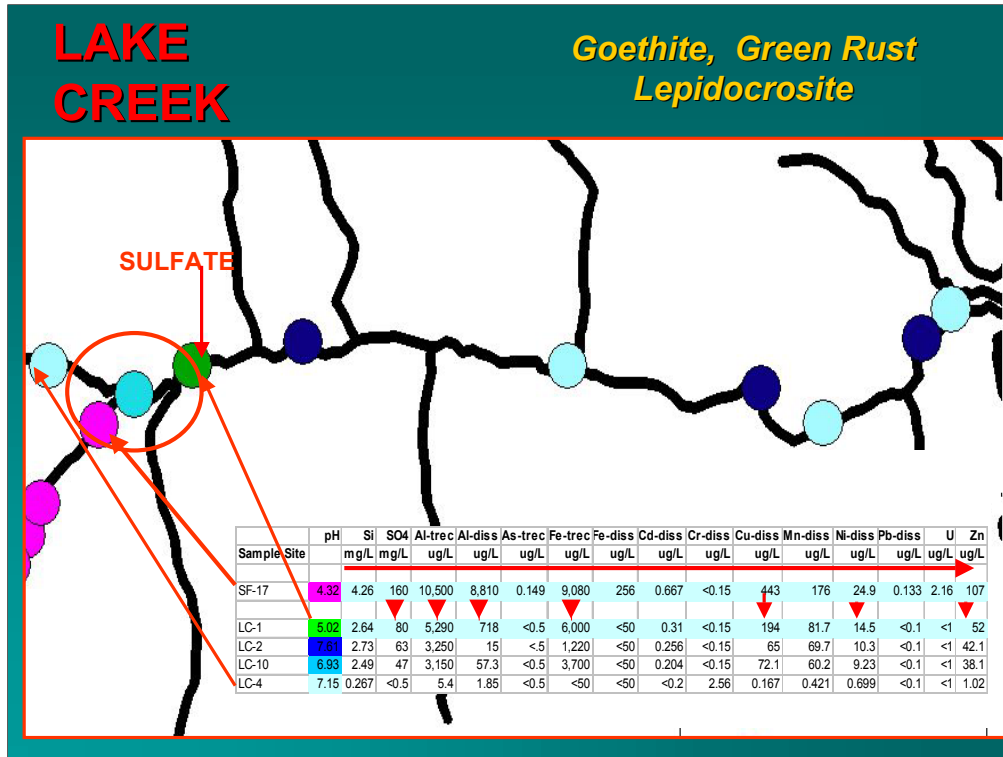 LAKE
CREEK
Goethite, Green Rust
Lepidocrosite
SULFATE
pH Si SO4 Al-trec Al-diss As-trec Fe-trec Fe-diss Cd-diss Cr-diss Cu-diss Mn-diss Ni-diss Pb-diss U Zn
Sample Site mg/L mg/L ug/L ug/L ug/L ug/L ug/L ug/L ug/L ug/L ug/L ug/L ug/L ug/L ug/L
SF-17 4.32 4.26 160 10,500 8,810 0.149 9,080 256 0.667 <0.15 443 176 24.9 0.133 2.16 107
LC-1 5.02 2.64 80 5,290 718 <0.5 6,000 <50 0.31 <0.15 194 81.7 14.5 <0.1 <1 52
LC-2 7.61 2.73 63 3,250 15 <.5 1,220 <50 0.256 <0.15 65 69.7 10.3 <0.1 <1 42.1
LC-10 6.93 2.49 47 3,150 57.3 <0.5 3,700 <50 0.204 <0.15 72.1 60.2 9.23 <0.1 <1 38.1
LC-4 7.15 0.267 <0.5 5.4 1.85 <0.5 <50 <50 <0.2 2.56 0.167 0.421 0.699 <0.1 <1 1.02